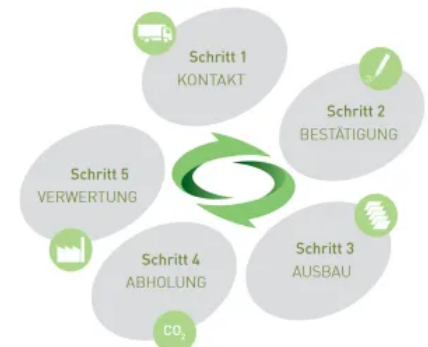 Schritt 1
KONTAKT
Schritt 2
BESTÄTIGUNG
Schritt 3
AUSBAU
Schritt 4
ABHOLUNG
CO₂
Schritt 5
VERWERTUNG